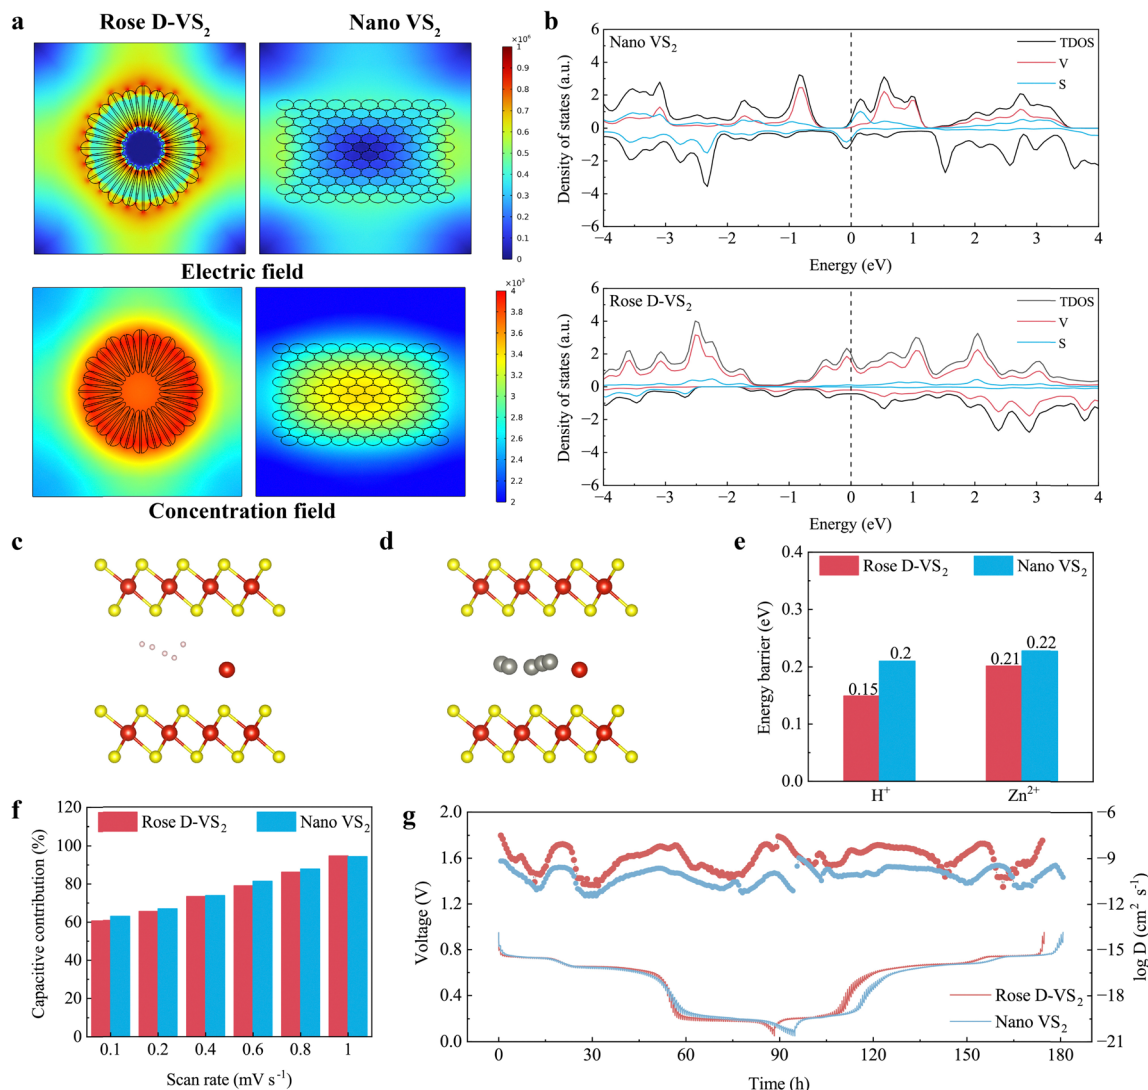 a
Rose D-VS2
Nano VS2
×10⁶
1
0.9
0.8
0.7
0.6
0.5
0.4
0.3
0.2
0.1
0
Electric field
×10³
4
3.8
3.6
3.4
3.2
3
2.8
2.6
2.4
2.2
2
Concentration field
b
Nano VS2
TDOS
V
S
Density of states (a.u.)
6
4
2
0
−2
−4
−6
−4 −3 −2 −1 0 1 2 3 4
Energy (eV)
Rose D-VS2
TDOS
V
S
Density of states (a.u.)
6
4
2
0
−2
−4
−6
−4 −3 −2 −1 0 1 2 3 4
Energy (eV)
c
d
e
Rose D-VS2
Nano VS2
Energy barrier (eV)
0.4
0.3
0.2
0.1
0.0
0.15
0.2
0.21
0.22
H⁺
Zn²⁺
f
Rose D-VS2
Nano VS2
Capacitive contribution (%)
120
100
80
60
40
20
0
0.1 0.2 0.4 0.6 0.8 1
Scan rate (mV s⁻¹)
g
Voltage (V)
2.0
1.6
1.2
0.8
0.4
0.0
−6
−9
−12
−15
−18
−21
log D (cm² s⁻¹)
Rose D-VS2
Nano VS2
0 30 60 90 120 150 180
Time (h)